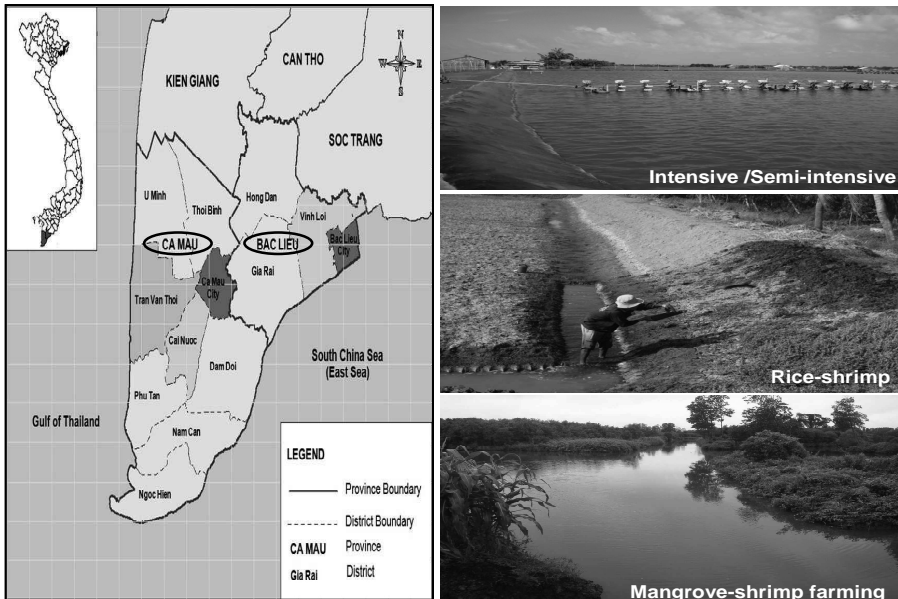 CAN THO
N
W E
S
KIEN GIANG
SOC TRANG
U Minh
Thoi Binh
Hong Dan
Vinh Loi
CA MAU
BAC LIEU
Bac Lieu
City
Gia Rai
Ca Mau
City
Tran Van Thoi
Cai Nuoc
Dam Doi
South China Sea
(East Sea)
Phu Tan
Gulf of Thailand
Nam Can
Ngoc Hien
LEGEND
Province Boundary
District Boundary
CA MAU Province
Gia Rai District
Intensive /Semi-intensive
Rice-shrimp
Mangrove-shrimp farming